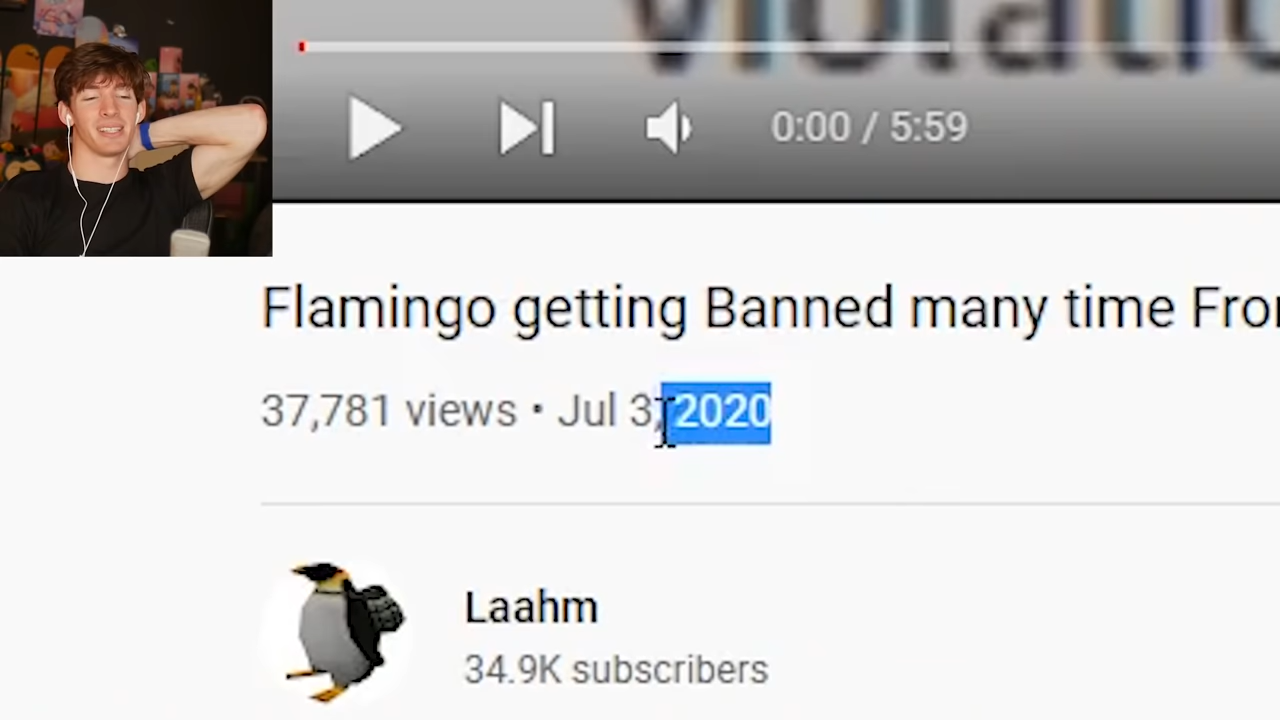 0:00 / 5:59
Flamingo getting Banned many time
37,781 views • Jul 3, 2020
Laahm
34.9K subscribers